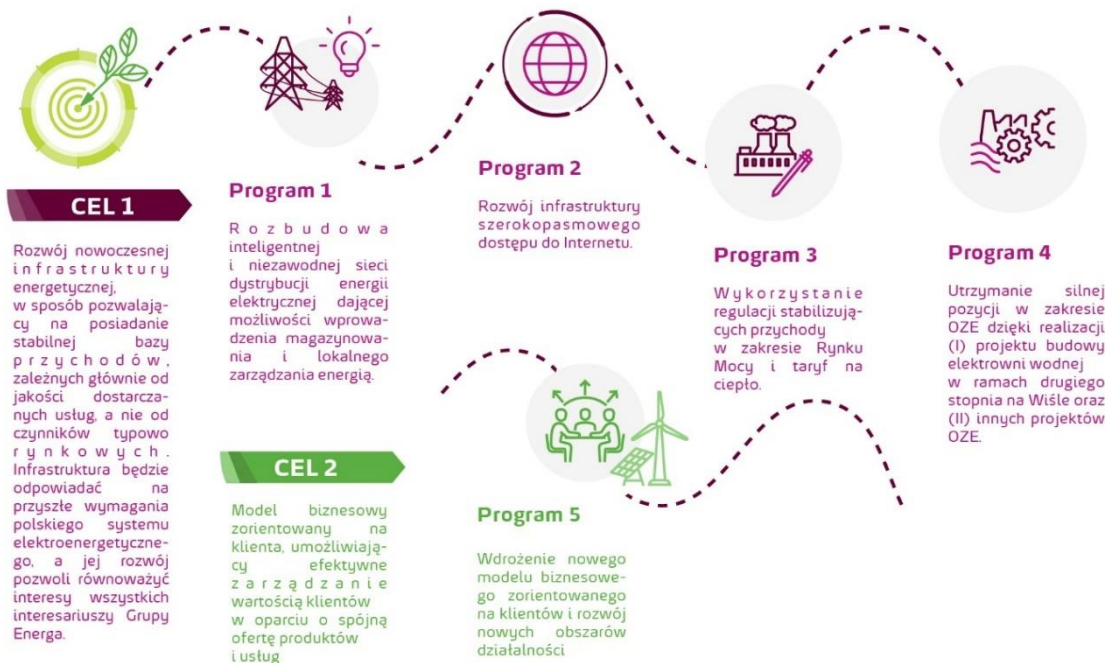 CEL 1
Rozwój nowoczesnej
infrastruktury
energetycznej,
w sposób pozwalają-
cy na posiadanie
stabilnej bazy
przychodów,
zależnych głównie od
jakości dostarcza-
nych usług, a nie od
czynników typowo
rynkowych.
Infrastruktura będzie
odpowiadać na
przyszłe wymagania
polskiego systemu
elektroenergetyczne-
go, a jej rozwój
pozwoli równoważyć
interesy wszystkich
interesariuszy Grupy
Energa.
Program 1
Rozbudowa
inteligentnej
i niezawodnej sieci
dystrybucji energii
elektrycznej dającej
możliwości wprowa-
dzenia magazynowa-
nia i lokalnego
zarządzania energią.
Program 2
Rozwój infrastruktury
szerokopasmowego
dostępu do Internetu.
Program 3
Wykorzystanie
regulacji stabilizują-
cych przychody
w zakresie Rynku
Mocy i taryf na
ciepło.
Program 4
Utrzymanie silnej
pozycji w zakresie
OZE dzięki realizacji
(I) projektu budowy
elektrowni wodnej
w ramach drugiego
stopnia na Wiśle oraz
(II) innych projektów
OZE.
CEL 2
Model biznesowy
zorientowany na
klienta, umożliwiają-
cy efektywne
zarządzanie
wartością klientów
w oparciu o spójną
ofertę produktów
i usług
Program 5
Wdrożenie nowego
modelu biznesowe-
go zorientowanego
na klientów i rozwój
nowych obszarów
działalności